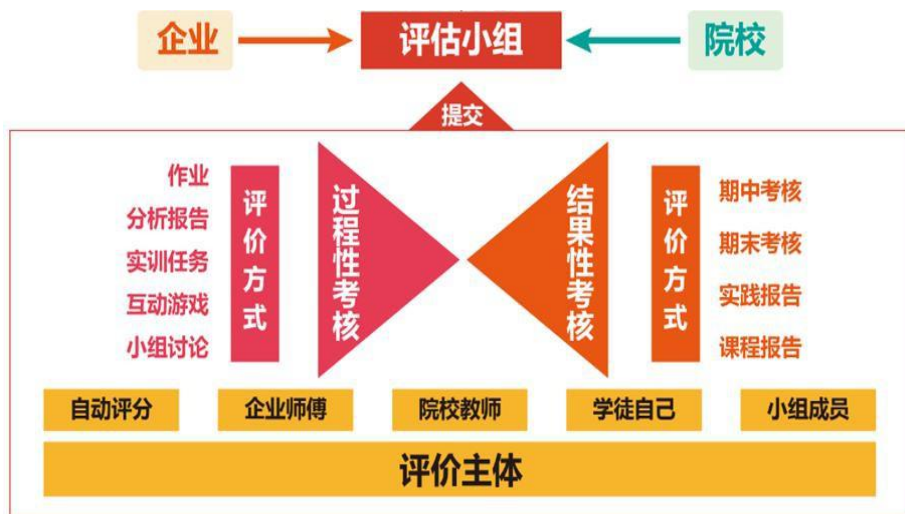 企业
评估小组
院校
提交
作业
分析报告
实训任务
互动游戏
小组讨论
评价方式
过程性考核
结果性考核
评价方式
期中考核
期末考核
实践报告
课程报告
自动评分
企业师傅
院校教师
学徒自己
小组成员
评价主体